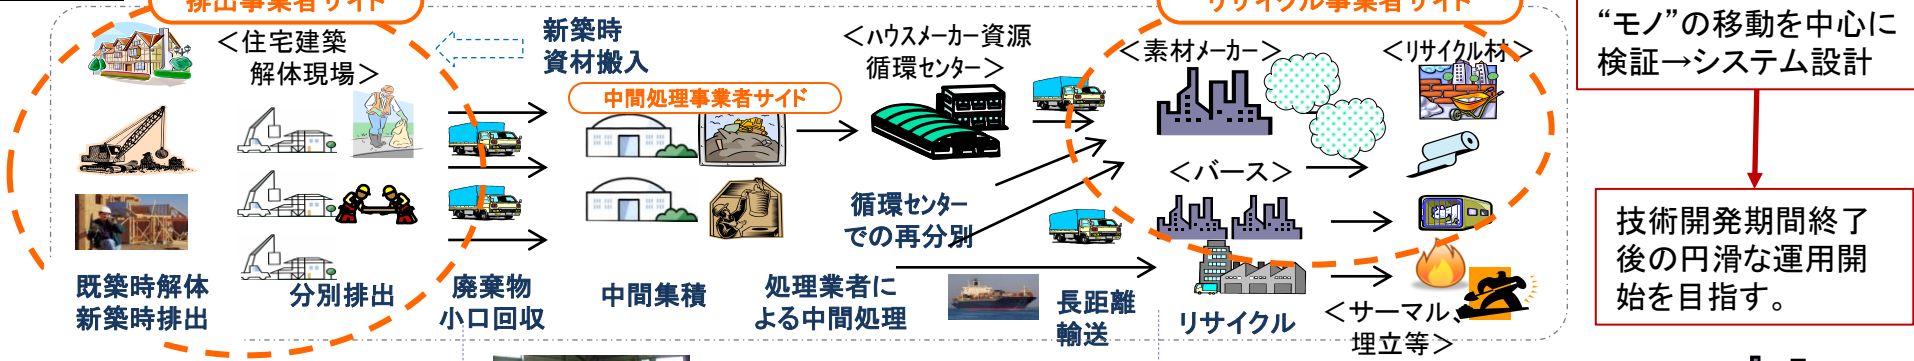 排出事業者サイド
リサイクル事業者サイド
＜住宅建築
解体現場＞
新築時
資材搬入
中間処理事業者サイド
＜ハウスメーカー資源
循環センター＞
＜素材メーカー＞
＜リサイクル材＞
＜バース＞
循環センター
での再分別
既築時解体
新築時排出
分別排出
廃棄物
小口回収
中間集積
処理業者に
よる中間処理
長距離
輸送
リサイクル
＜サーマル、
埋立等＞
“モノ”の移動を中心に
検証→システム設計
技術開発期間終了
後の円滑な運用開
始を目指す。